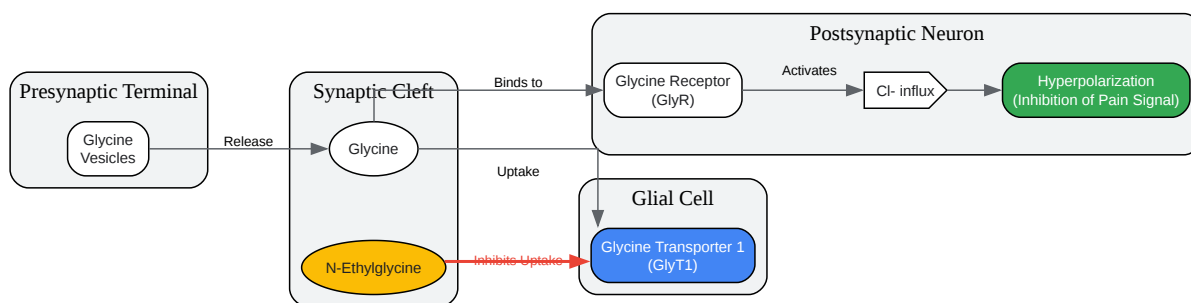 Postsynaptic Neuron
Presynaptic Terminal
Synaptic Cleft
Glycine
Vesicles
Release
Glycine
Binds to
Glycine Receptor
(GlyR)
Activates
Cl- influx
Hyperpolarization
(Inhibition of Pain Signal)
Uptake
Glial Cell
N-Ethylglycine
Inhibits Uptake
Glycine Transporter 1
(GlyT1)